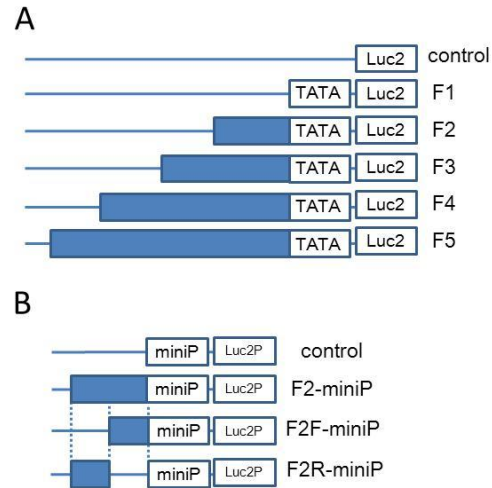 A
Luc2 control
TATA Luc2 F1
TATA Luc2 F2
TATA Luc2 F3
TATA Luc2 F4
TATA Luc2 F5
B
miniP Luc2P control
miniP Luc2P F2-miniP
miniP Luc2P F2F-miniP
miniP Luc2P F2R-miniP